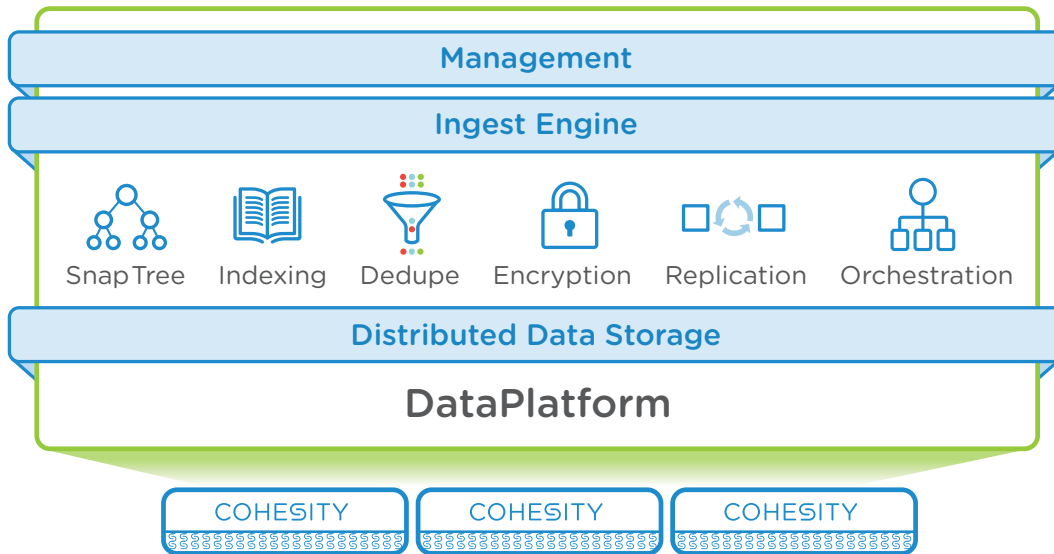 Management
Ingest Engine
SnapTree Indexing Dedupe Encryption Replication Orchestration
Distributed Data Storage
DataPlatform
COHESITY COHESITY COHESITY